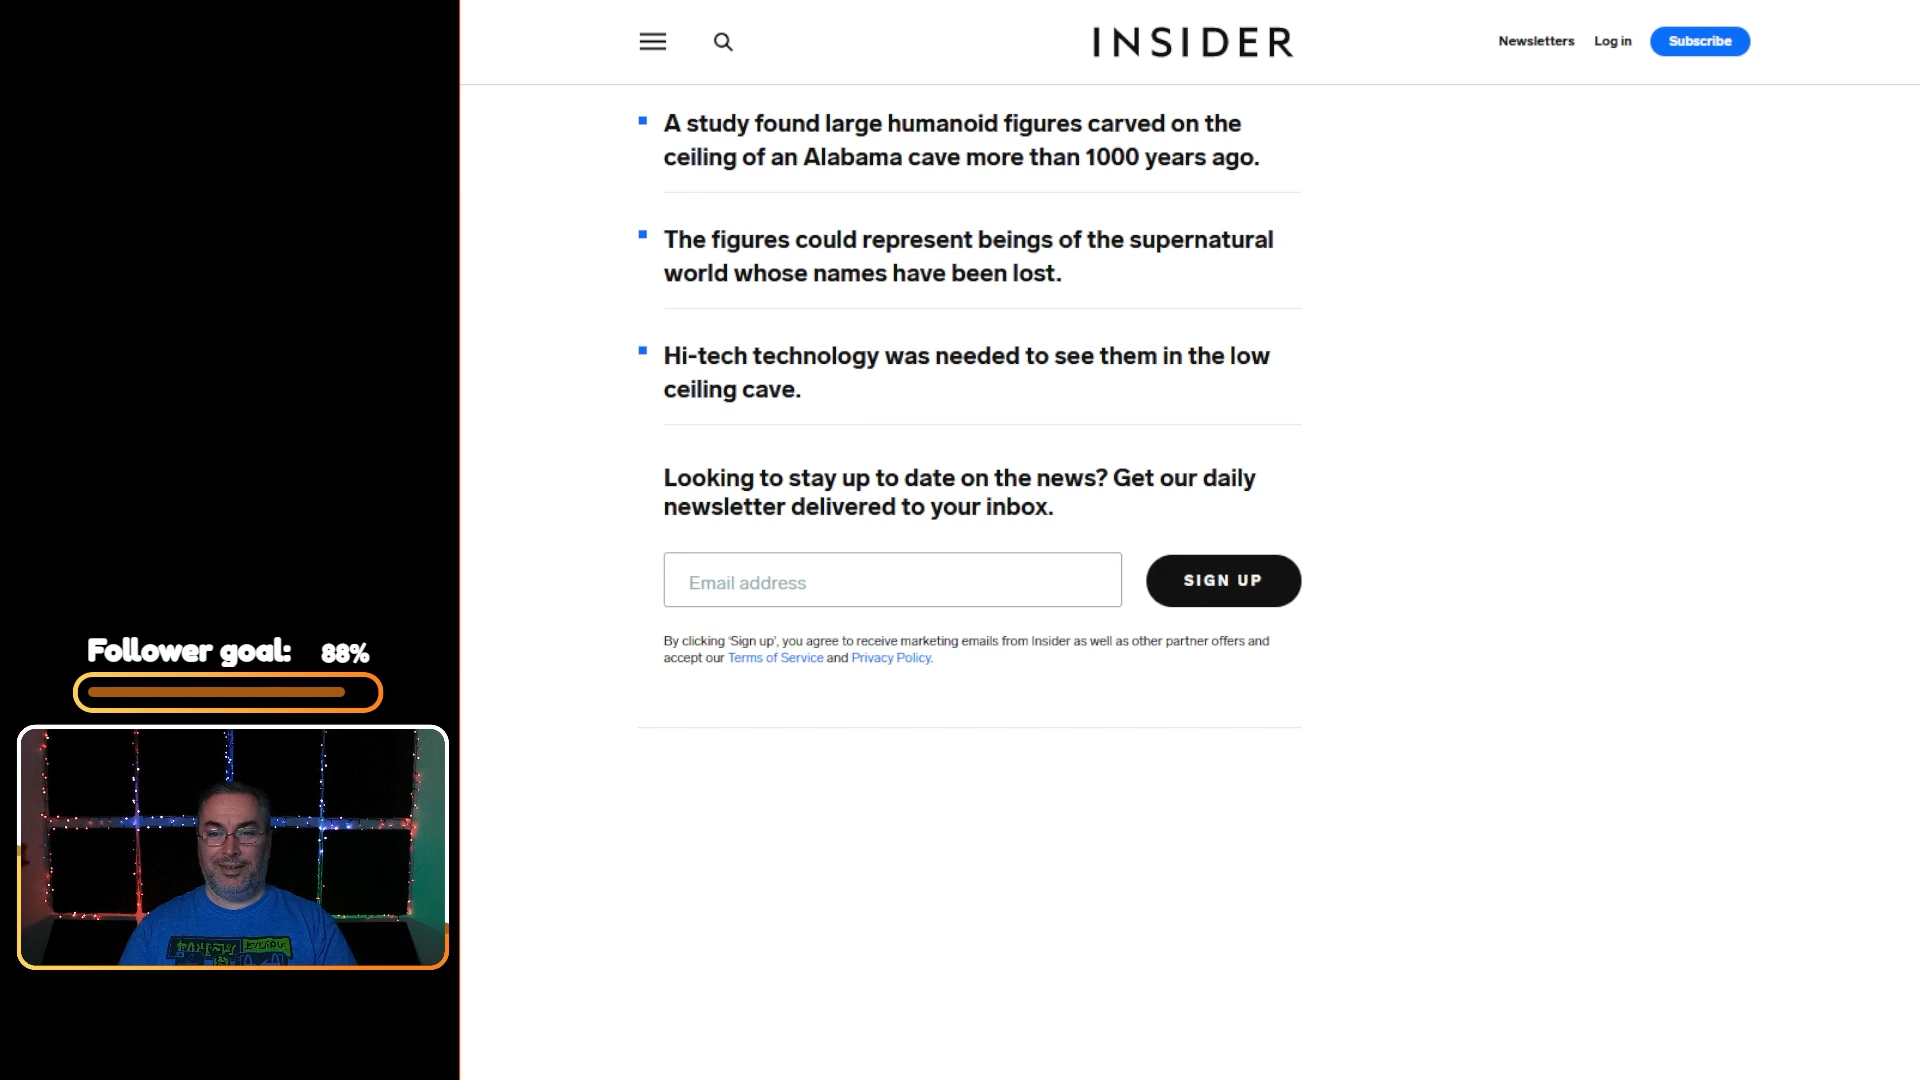 INSIDER
Newsletters
Log in
Subscribe
A study found large humanoid figures carved on the
ceiling of an Alabama cave more than 1000 years ago.
The figures could represent beings of the supernatural
world whose names have been lost.
Hi-tech technology was needed to see them in the low
ceiling cave.
Looking to stay up to date on the news? Get our daily
newsletter delivered to your inbox.
Email address
SIGN UP
By clicking 'Sign up', you agree to receive marketing emails from Insider as well as other partner offers and
accept our Terms of Service and Privacy Policy.
Follower goal: 88%